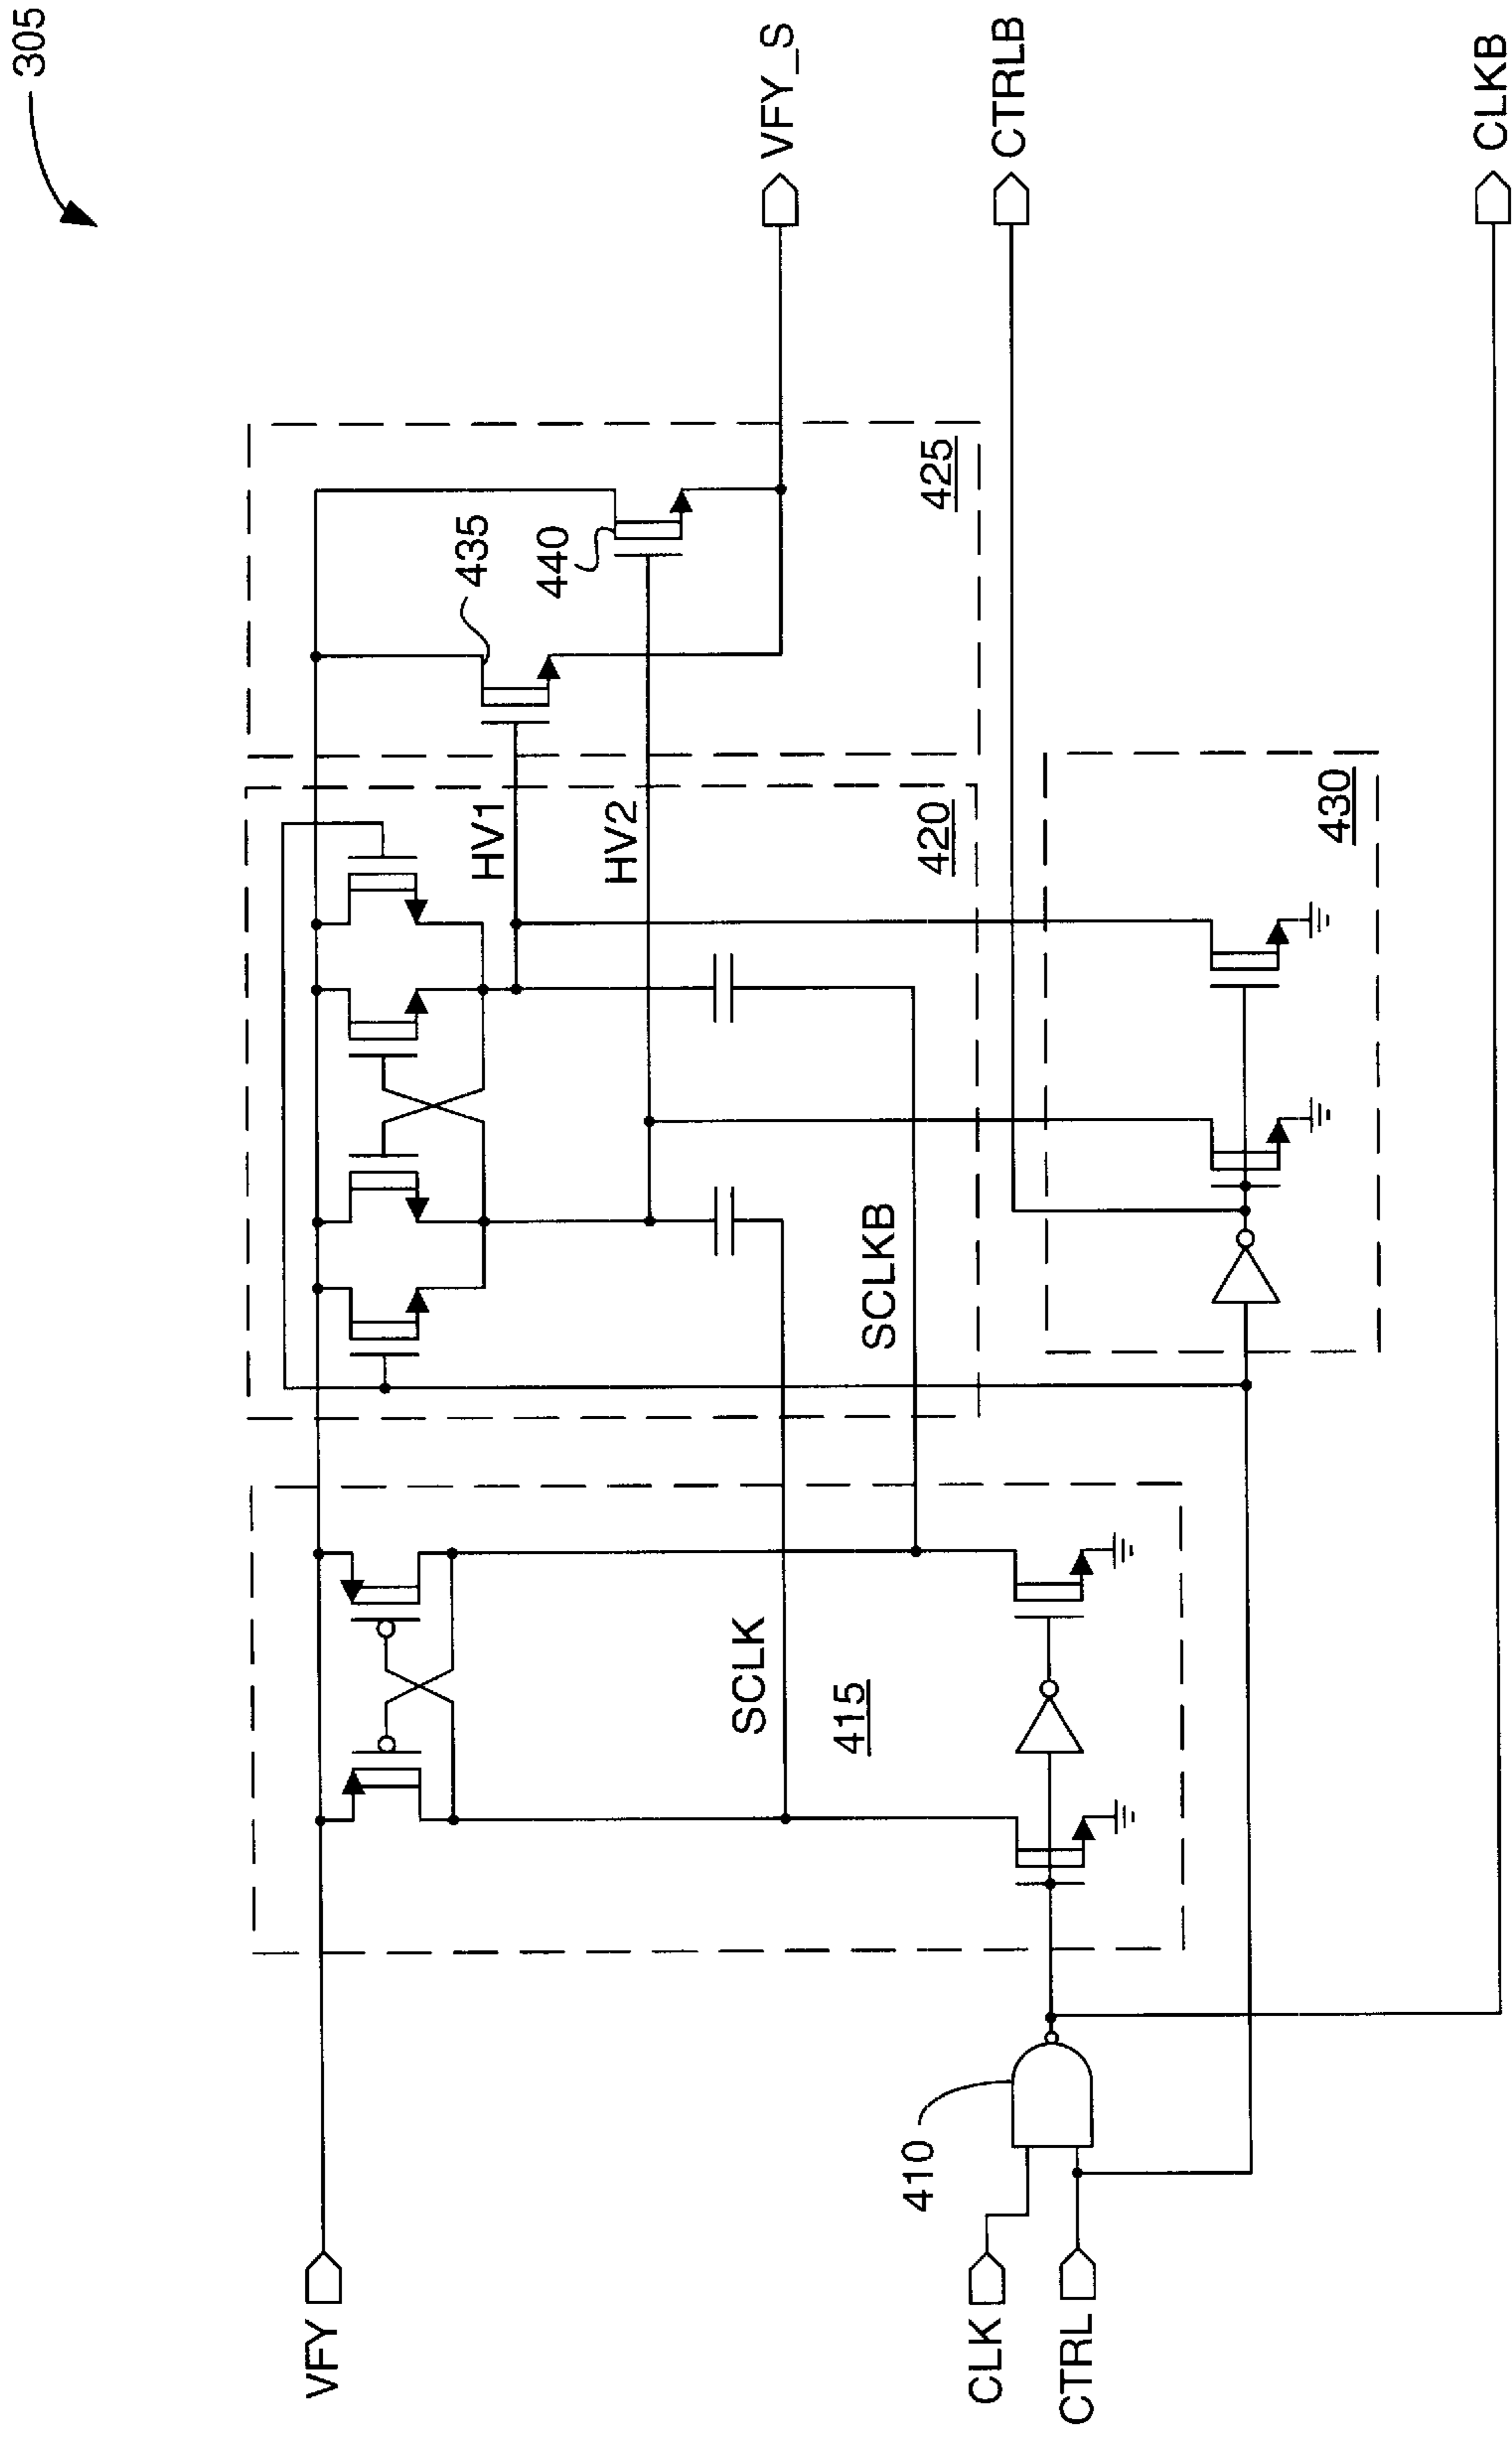 305
VFY
VFY_S
435
440
HV1
HV2
425
420
SCLK
SCLKB
415
430
410
CLK
CTRL
CTRLB
CLKB